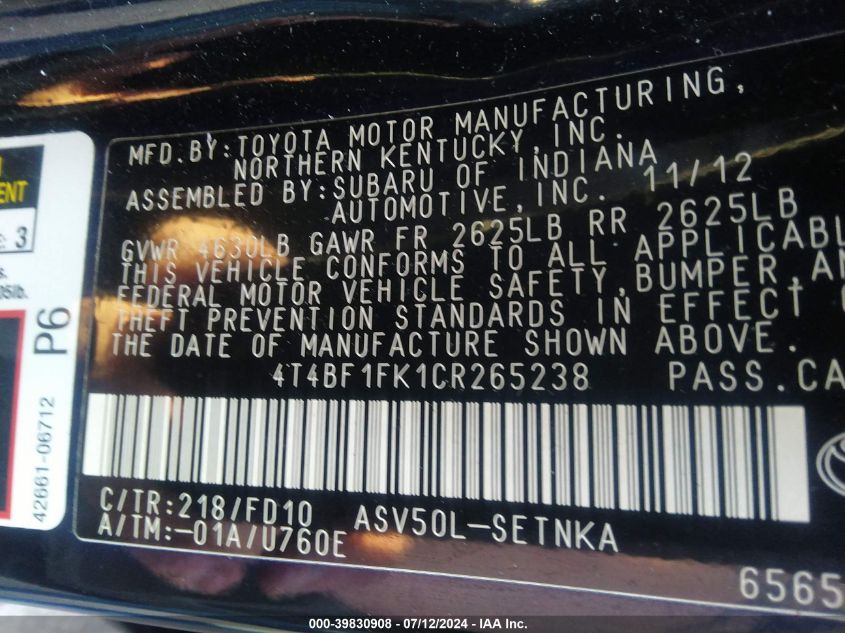 MFD.BY:TOYOTA MOTOR MANUFACTURING,
NORTHERN KENTUCKY,INC.
ASSEMBLED BY:SUBARU OF INDIANA
AUTOMOTIVE,INC. 11/12
GVWR 4630LB GAWR FR 2625LB RR 2625LB
THIS VEHICLE CONFORMS TO ALL APPLICABL
FEDERAL MOTOR VEHICLE SAFETY,BUMPER,AN
THEFT PREVENTION STANDARDS IN EFFECT
THE DATE OF MANUFACTURE SHOWN ABOVE.
4T4BF1FK1CR265238 PASS.CA
C/TR:218/FD10 ASV50L-SETNKA
A/TM:-01A/U760E
6565
ENT
: 3
s.
5lb.
P6
42661-06712
000-39830908 - 07/12/2024 - IAA Inc.